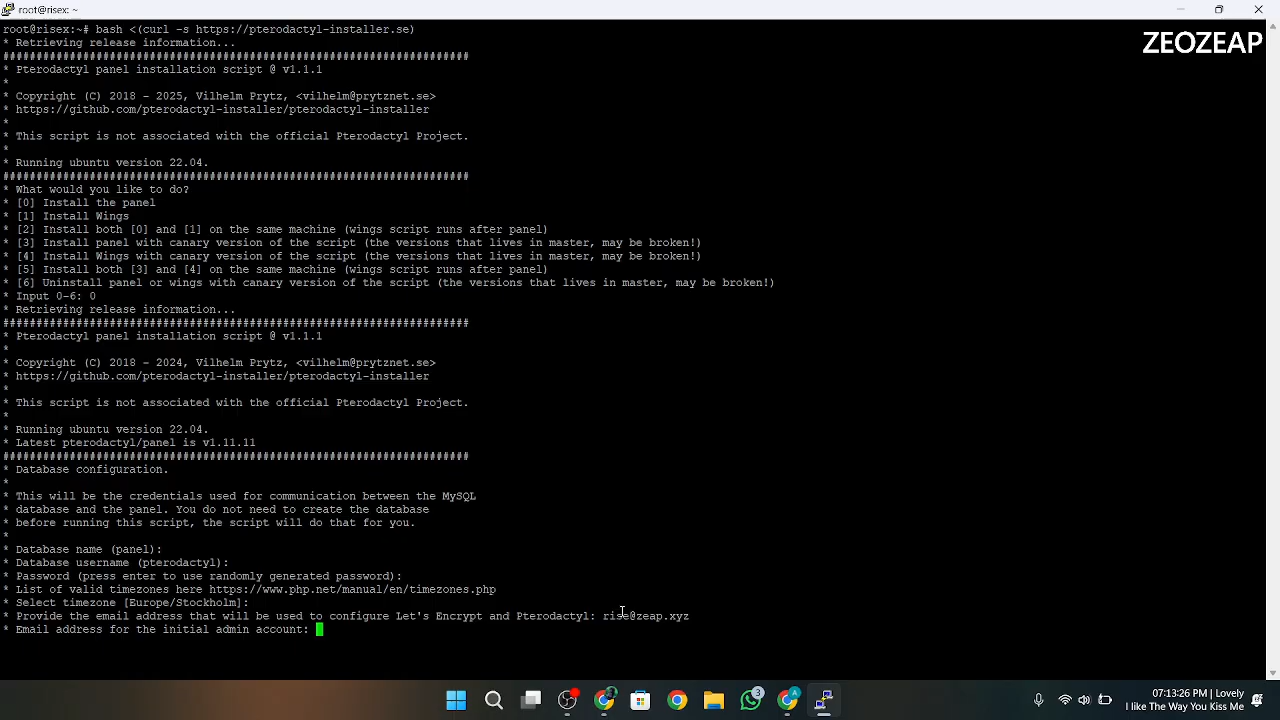 root@risex: ~
root@risex:~# bash <(curl -s https://pterodactyl-installer.se)
ZEOZEAP
* Retrieving release information...
######################################################################
* Pterodactyl panel installation script @ v1.1.1
*
* Copyright (C) 2018 - 2025, Vilhelm Prytz, <vilhelm@prytznet.se>
* https://github.com/pterodactyl-installer/pterodactyl-installer
*
* This script is not associated with the official Pterodactyl Project.
*
* Running ubuntu version 22.04.
######################################################################
* What would you like to do?
* [0] Install the panel
* [1] Install Wings
* [2] Install both [0] and [1] on the same machine (wings script runs after panel)
* [3] Install panel with canary version of the script (the versions that lives in master, may be broken!)
* [4] Install Wings with canary version of the script (the versions that lives in master, may be broken!)
* [5] Install both [3] and [4] on the same machine (wings script runs after panel)
* [6] Uninstall panel or wings with canary version of the script (the versions that lives in master, may be broken!)
* Input 0-6: 0
* Retrieving release information...
######################################################################
* Pterodactyl panel installation script @ v1.1.1
*
* Copyright (C) 2018 - 2024, Vilhelm Prytz, <vilhelm@prytznet.se>
* https://github.com/pterodactyl-installer/pterodactyl-installer
*
* This script is not associated with the official Pterodactyl Project.
*
* Running ubuntu version 22.04.
* Latest pterodactyl/panel is v1.11.11
######################################################################
* Database configuration.
*
* This will be the credentials used for communication between the MySQL
* database and the panel. You do not need to create the database
* before running this script, the script will do that for you.
*
* Database name (panel):
* Database username (pterodactyl):
* Password (press enter to use randomly generated password):
* List of valid timezones here https://www.php.net/manual/en/timezones.php
* Select timezone [Europe/Stockholm]:
* Provide the email address that will be used to configure Let's Encrypt and Pterodactyl: rise@zeap.xyz
* Email address for the initial admin account:
3
A
07:13:26 PM | Lovely
I like The Way You Kiss Me